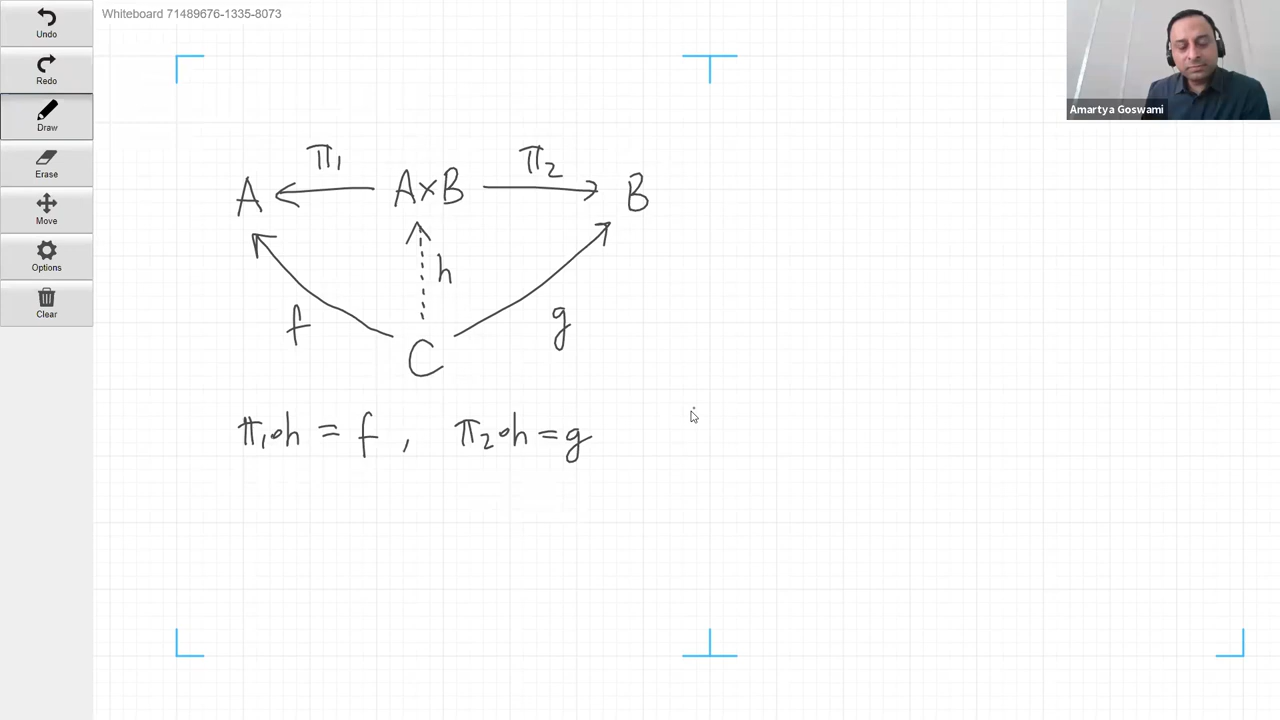 Whiteboard 71489676-1335-8073
Undo
Redo
Draw
Erase
Move
Options
Clear
Amartya Goswami
π₁ π₂
A A×B B
h
f g
C
π₁∘h = f , π₂∘h = g